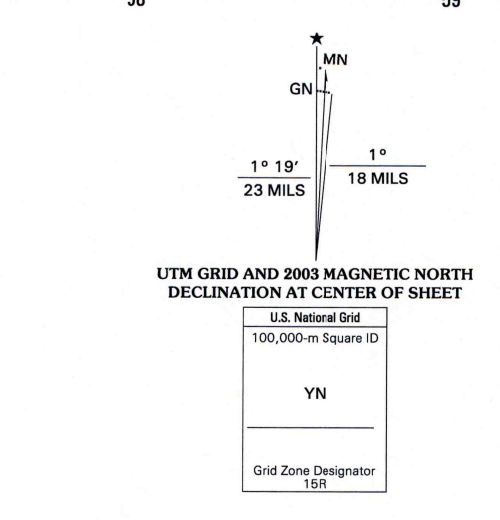 59
★
MN
GN
1° 19′
23 MILS
1°
18 MILS
UTM GRID AND 2003 MAGNETIC NORTH
DECLINATION AT CENTER OF SHEET
U.S. National Grid
100,000-m Square ID
YN
Grid Zone Designator
15R